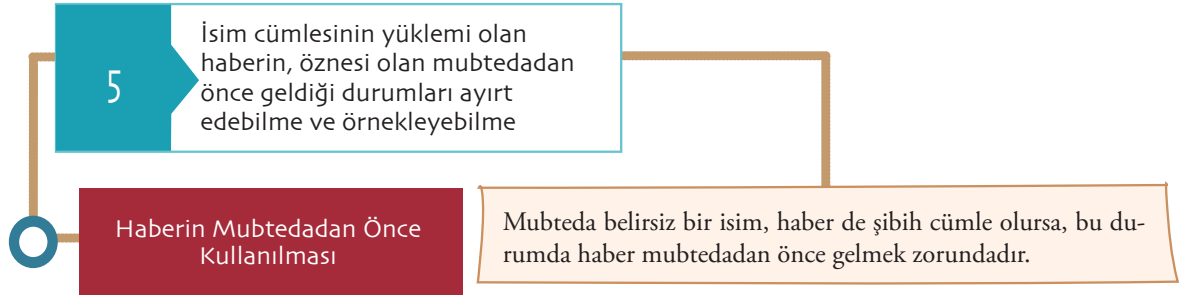 5
İsim cümlesinin yüklemi olan
haberin, öznesi olan mubtedadan
önce geldiği durumları ayırt
edebilme ve örnekleyebilme
Haberin Mubtedadan Önce
Kullanılması
Mubteda belirsiz bir isim, haber de şibih cümle olursa, bu du-
rumda haber mubtedadan önce gelmek zorundadır.